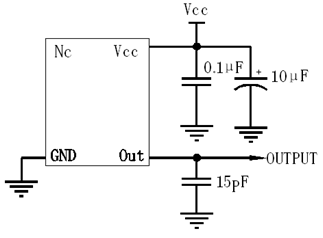 Vcc
Nc Vcc
0.1μF
+
10μF
GND Out
OUTPUT
15pF